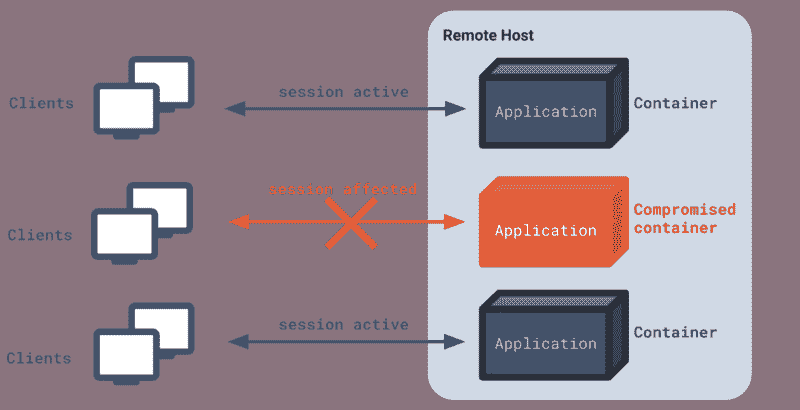 Remote Host
Clients
session active
Application
Container
Clients
session affected
Application
Compromised
container
Clients
session active
Application
Container